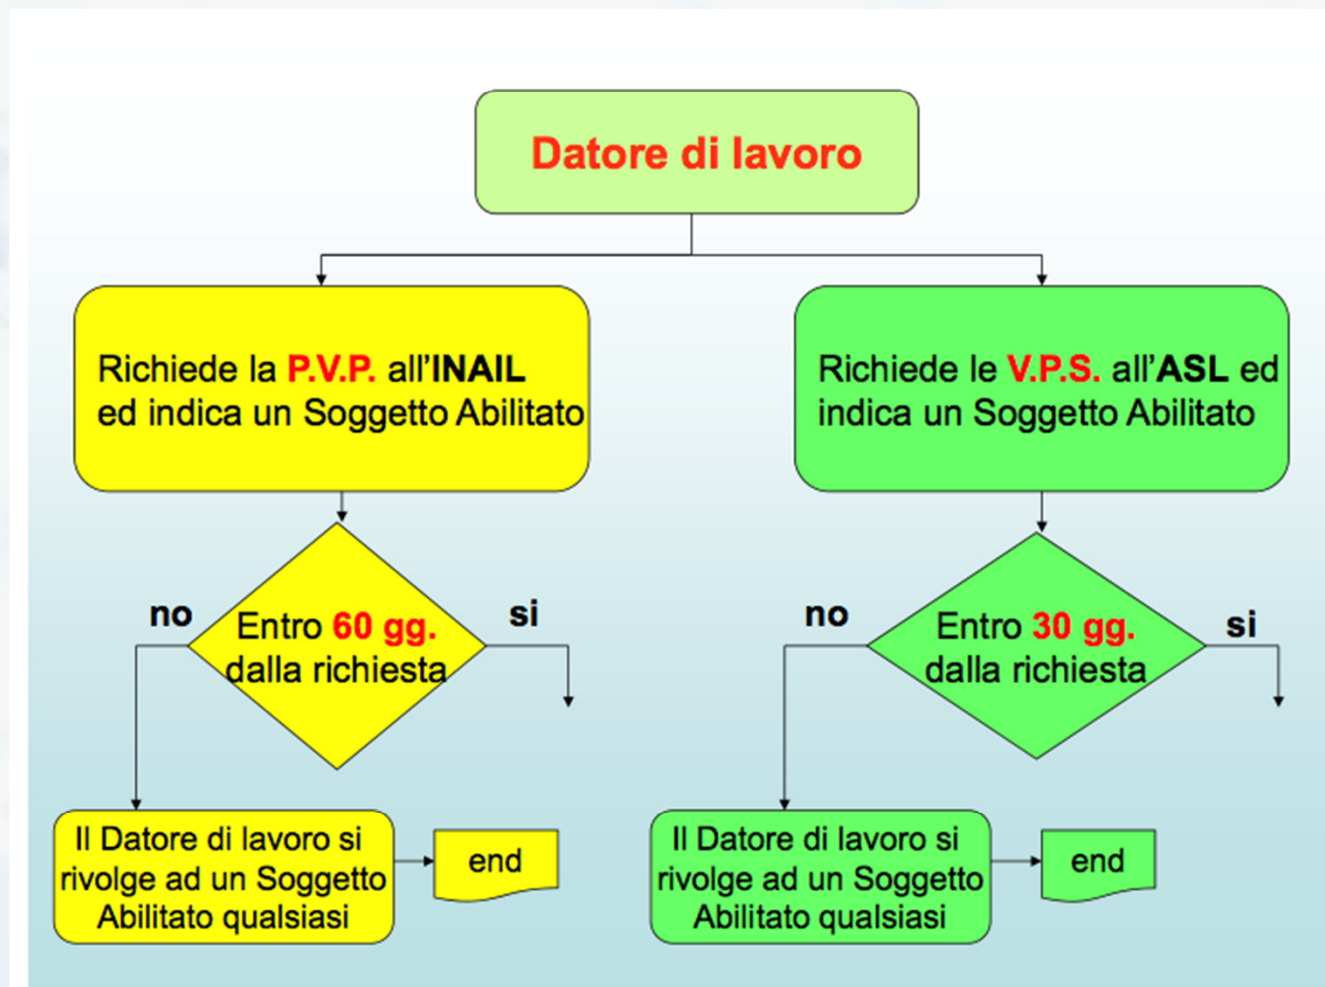 Datore di lavoro
Richiede la P.V.P. all'INAIL
ed indica un Soggetto Abilitato
Richiede le V.P.S. all'ASL ed
indica un Soggetto Abilitato
no
Entro 60 gg.
dalla richiesta
si
no
Entro 30 gg.
dalla richiesta
si
Il Datore di lavoro si
rivolge ad un Soggetto
Abilitato qualsiasi
end
Il Datore di lavoro si
rivolge ad un Soggetto
Abilitato qualsiasi
end